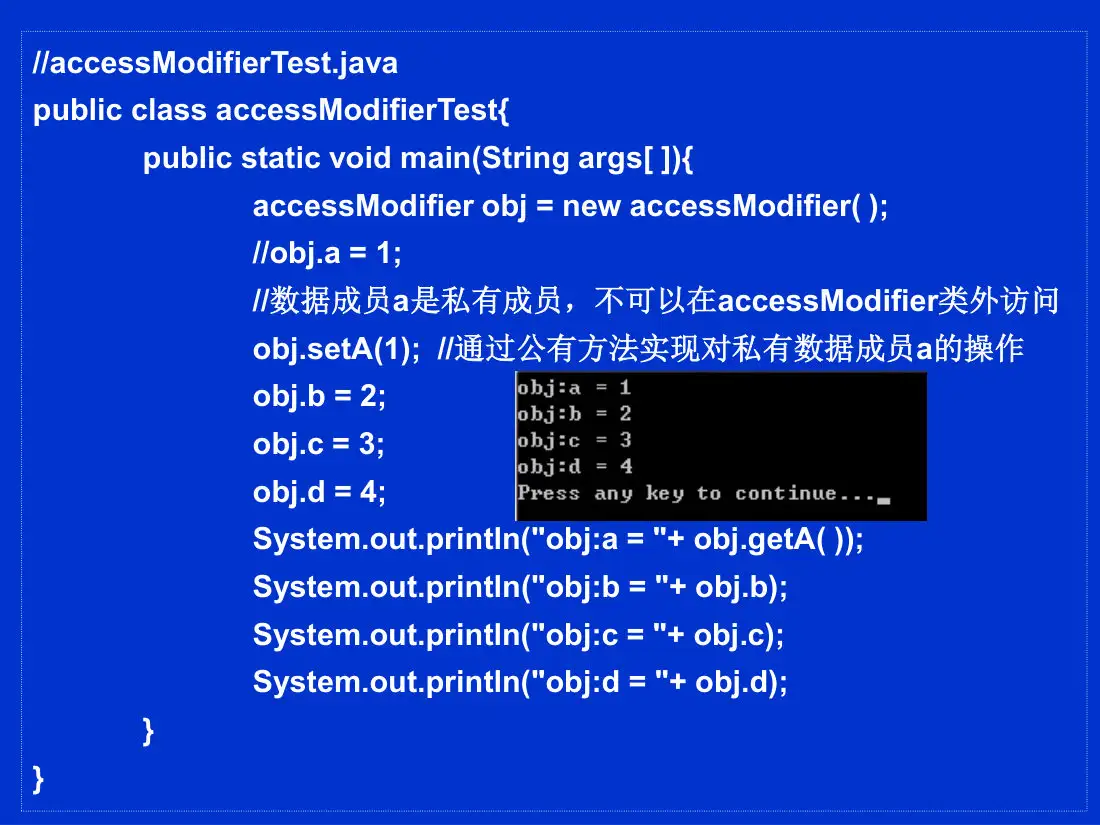 //accessModifierTest.java
public class accessModifierTest{
public static void main(String args[ ]){
accessModifier obj = new accessModifier( );
//obj.a = 1;
//数据成员a是私有成员，不可以在accessModifier类外访问
obj.setA(1); //通过公有方法实现对私有数据成员a的操作
obj.b = 2;
obj.c = 3;
obj.d = 4;
obj:a = 1
obj:b = 2
obj:c = 3
obj:d = 4
Press any key to continue..._
System.out.println("obj:a = "+ obj.getA( ));
System.out.println("obj:b = "+ obj.b);
System.out.println("obj:c = "+ obj.c);
System.out.println("obj:d = "+ obj.d);
}
}